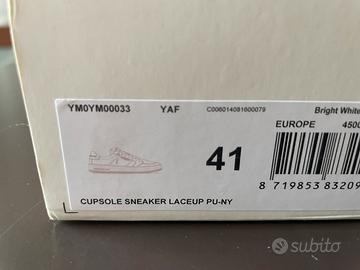 YM0YM00033 YAF C006014081600079 Bright White
EUROPE 4500
41
8 719853 83209
CUPSOLE SNEAKER LACEUP PU-NY
subito